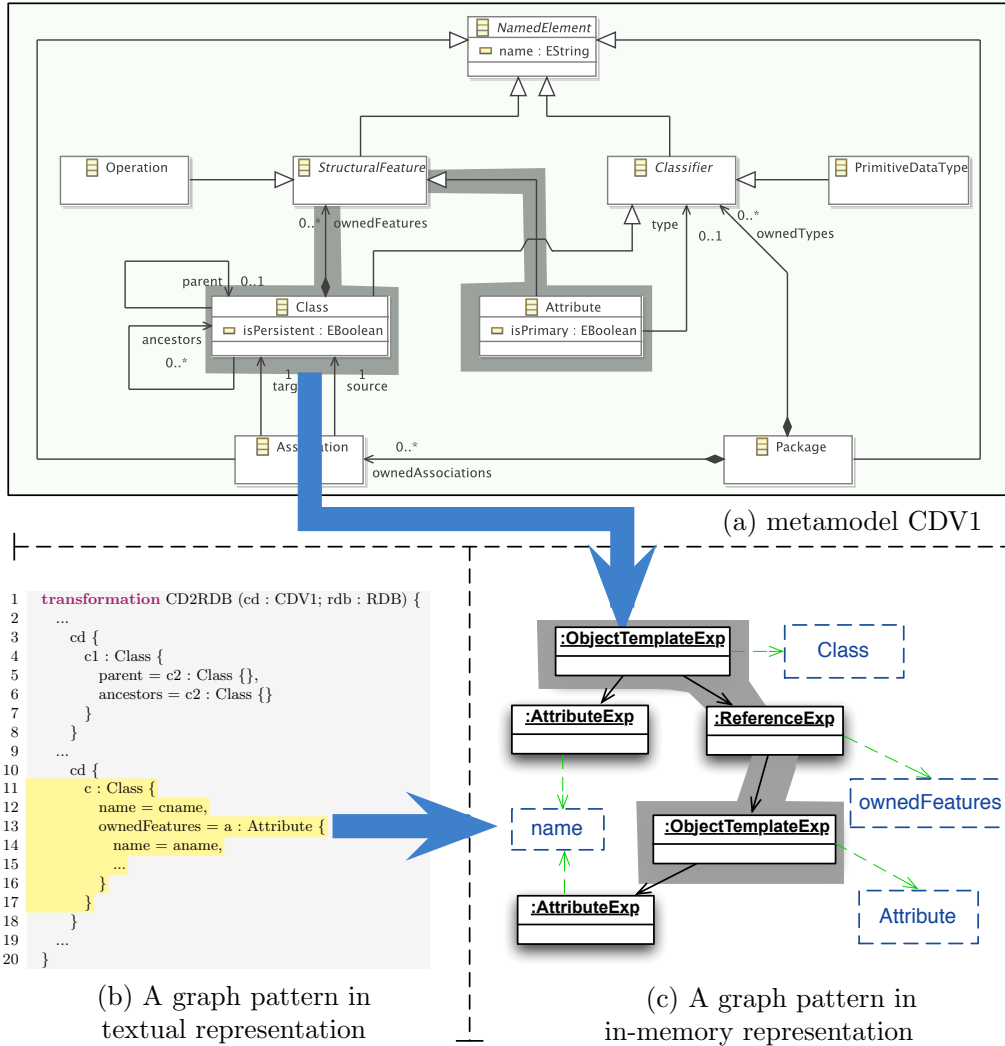 NamedElement
name : EString
Operation
StructuralFeature
Classifier
PrimitiveDataType
0..*
ownedFeatures
type
0..1
0..*
ownedTypes
parent
0..1
Class
isPersistent : EBoolean
Attribute
isPrimary : EBoolean
ancestors
0..*
1
targ
1
source
Package
0..*
ownedAssociations
(a) metamodel CDV1
1 transformation CD2RDB (cd : CDV1; rdb : RDB) {
2 ...
3 cd {
4 c1 : Class {
5 parent = c2 : Class {},
6 ancestors = c2 : Class {}
7 }
8 }
9 ...
10 cd {
11 c : Class {
12 name = cname,
13 ownedFeatures = a : Attribute {
14 name = aname,
15 ...
16 }
17 }
18 }
19 ...
20 }
(b) A graph pattern in
textual representation
:ObjectTemplateExp
Class
:AttributeExp
:ReferenceExp
name
ownedFeatures
:ObjectTemplateExp
:AttributeExp
Attribute
(c) A graph pattern in
in-memory representation